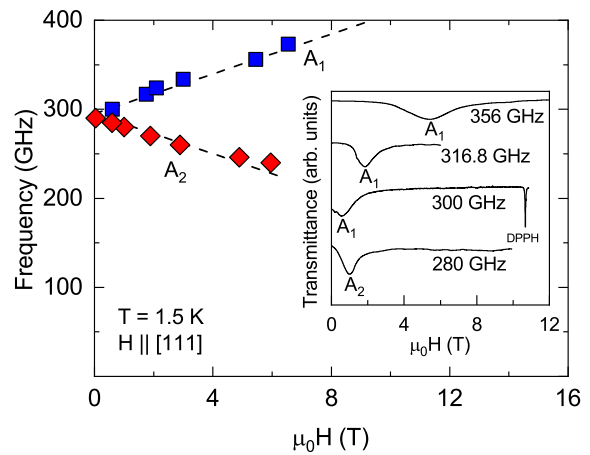 400
300
200
100
Frequency (GHz)
A₁
A₂
T = 1.5 K
H || [111]
0 4 8 12 16
μ₀H (T)
Transmittance (arb. units)
A₁ 356 GHz
316.8 GHz
A₁
300 GHz
A₁
DPPH
280 GHz
A₂
0 4 8 12
μ₀H (T)